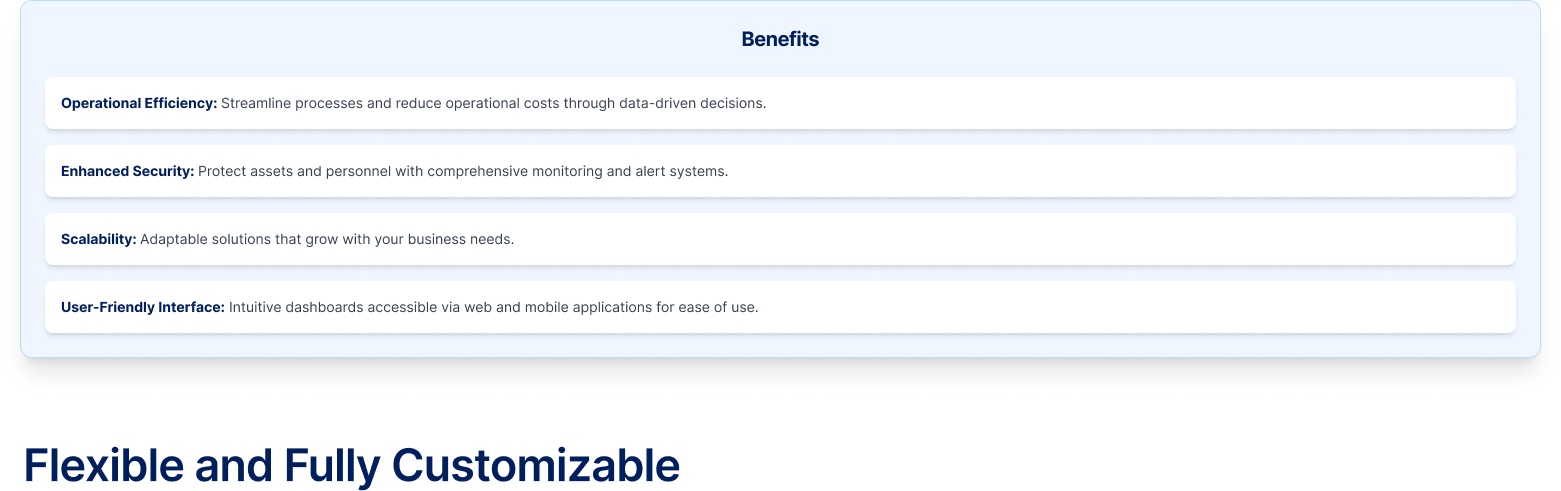 Benefits
Operational Efficiency: Streamline processes and reduce operational costs through data-driven decisions.
Enhanced Security: Protect assets and personnel with comprehensive monitoring and alert systems.
Scalability: Adaptable solutions that grow with your business needs.
User-Friendly Interface: Intuitive dashboards accessible via web and mobile applications for ease of use.
Flexible and Fully Customizable